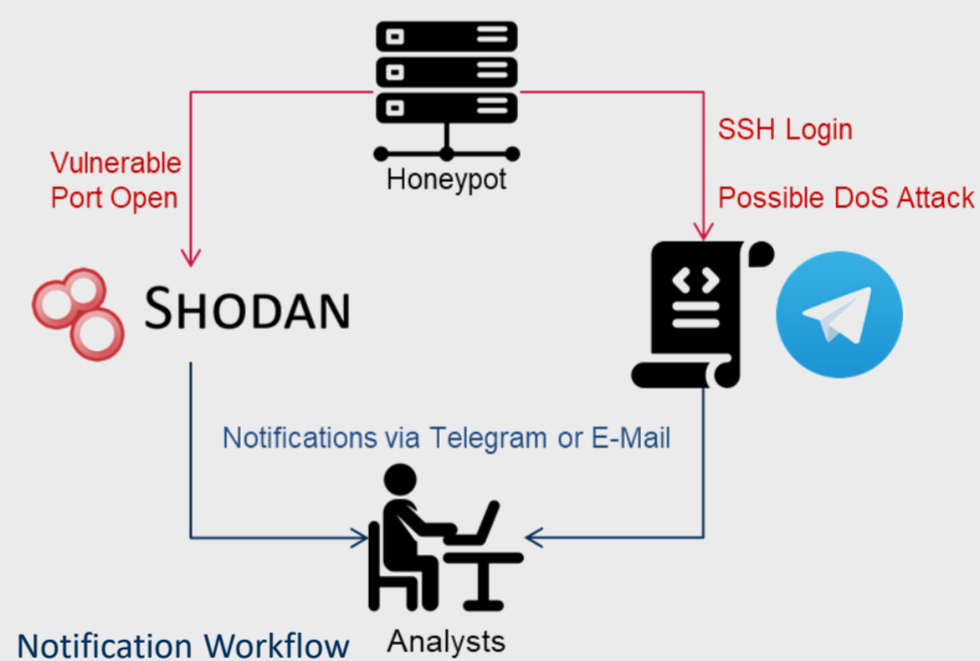 Honeypot
Vulnerable
Port Open
SSH Login
Possible DoS Attack
SHODAN
Notifications via Telegram or E-Mail
Analysts
Notification Workflow